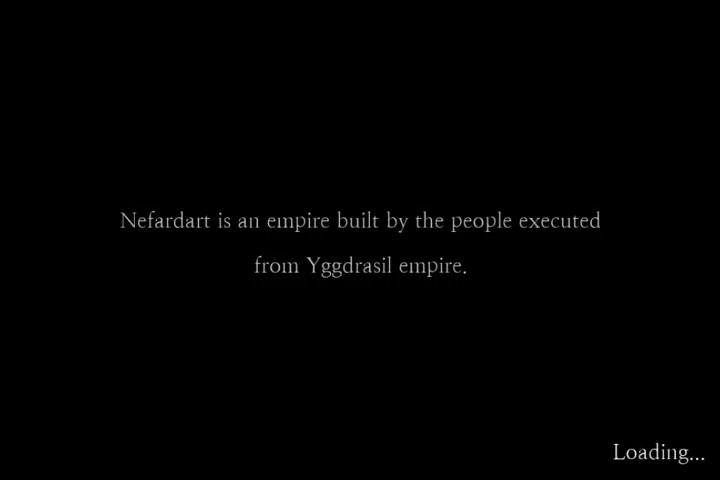 Nefardart is an empire built by the people executed
from Yggdrasil empire.
Loading...